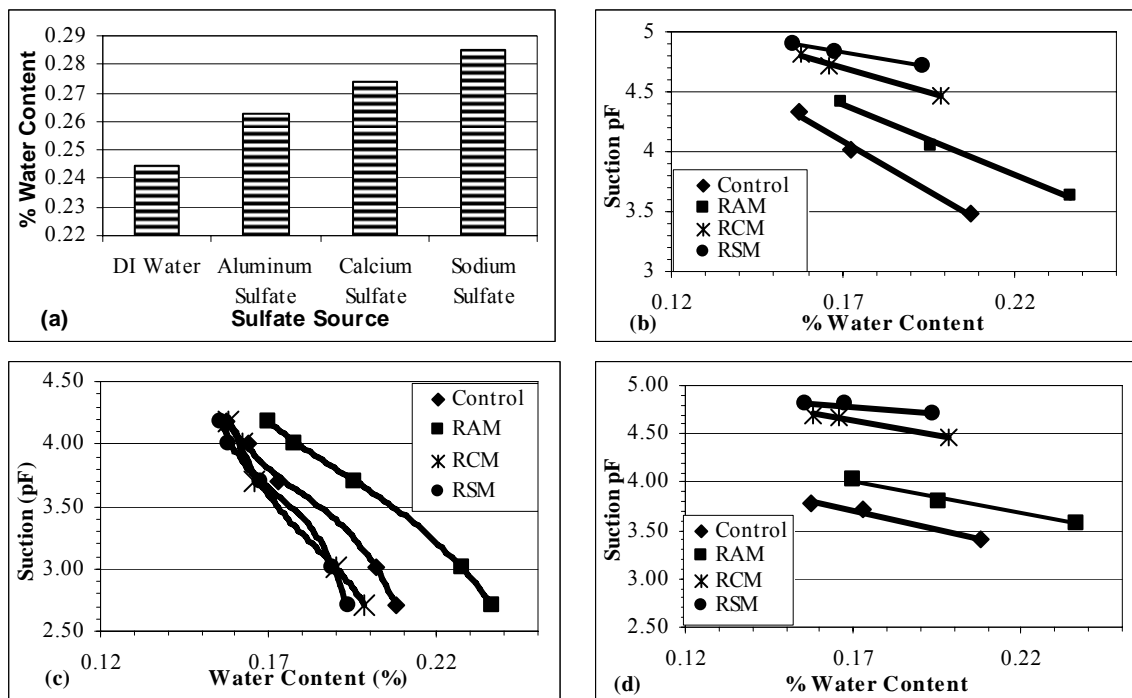 % Water Content
0.29
0.28
0.27
0.26
0.25
0.24
0.23
0.22
DI Water
Aluminum
Sulfate
Calcium
Sulfate
Sodium
Sulfate
(a)
Sulfate Source
Suction pF
5
4.5
4
3.5
3
Control
RAM
RCM
RSM
0.12
0.17
0.22
(b)
% Water Content
Suction (pF)
4.50
4.00
3.50
3.00
2.50
Control
RAM
RCM
RSM
0.12
0.17
0.22
(c)
Water Content (%)
Suction pF
5.00
4.50
4.00
3.50
3.00
2.50
Control
RAM
RCM
RSM
0.12
0.17
0.22
(d)
% Water Content